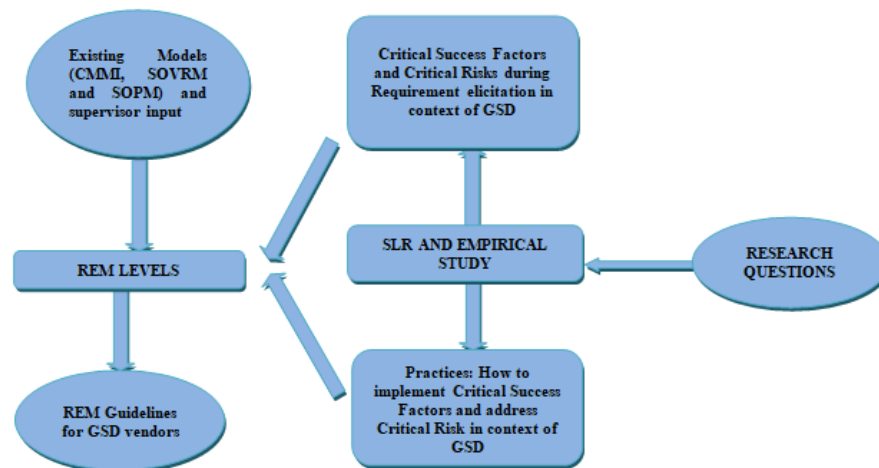 Existing Models
(CMMI, SOVRM
and SOPM) and
supervisor input
Critical Success Factors
and Critical Risks during
Requirement elicitation in
context of GSD
REM LEVELS
SLR AND EMPIRICAL
STUDY
RESEARCH
QUESTIONS
REM Guidelines
for GSD vendors
Practices: How to
implement Critical Success
Factors and address
Critical Risk in context of
GSD